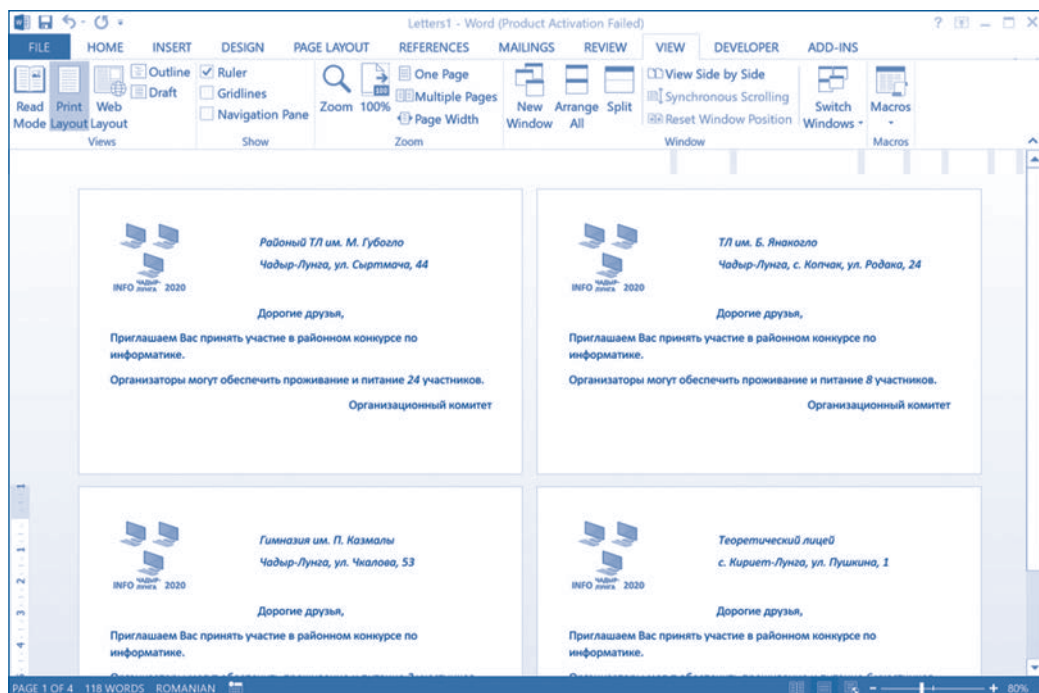 Letters1 - Word (Product Activation Failed)
FILE HOME INSERT DESIGN PAGE LAYOUT REFERENCES MAILINGS REVIEW VIEW DEVELOPER ADD-INS
Read Mode
Print Layout
Web Layout
Outline
Draft
Views
Ruler
Gridlines
Navigation Pane
Show
Zoom
100%
One Page
Multiple Pages
Page Width
Zoom
New Window
Arrange All
Split
View Side by Side
Synchronous Scrolling
Reset Window Position
Window
Switch Windows
Macros
Macros
Районый ТЛ им. М. Губогло
Чадыр-Лунга, ул. Сыртмача, 44
INFO ЧАДЫР-ЛУНГА 2020
Дорогие друзья,
Приглашаем Вас принять участие в районном конкурсе по
информатике.
Организаторы могут обеспечить проживание и питание 24 участников.
Организационный комитет
ТЛ им. Б. Янакогло
Чадыр-Лунга, с. Копчак, ул. Родака, 24
INFO ЧАДЫР-ЛУНГА 2020
Дорогие друзья,
Приглашаем Вас принять участие в районном конкурсе по
информатике.
Организаторы могут обеспечить проживание и питание 8 участников.
Организационный комитет
Гимназия им. П. Казмалы
Чадыр-Лунга, ул. Чкалова, 53
INFO ЧАДЫР-ЛУНГА 2020
Дорогие друзья,
Приглашаем Вас принять участие в районном конкурсе по
информатике.
Теоретический лицей
с. Кириет-Лунга, ул. Пушкина, 1
INFO ЧАДЫР-ЛУНГА 2020
Дорогие друзья,
Приглашаем Вас принять участие в районном конкурсе по
информатике.
PAGE 1 OF 4 118 WORDS ROMANIAN 80%